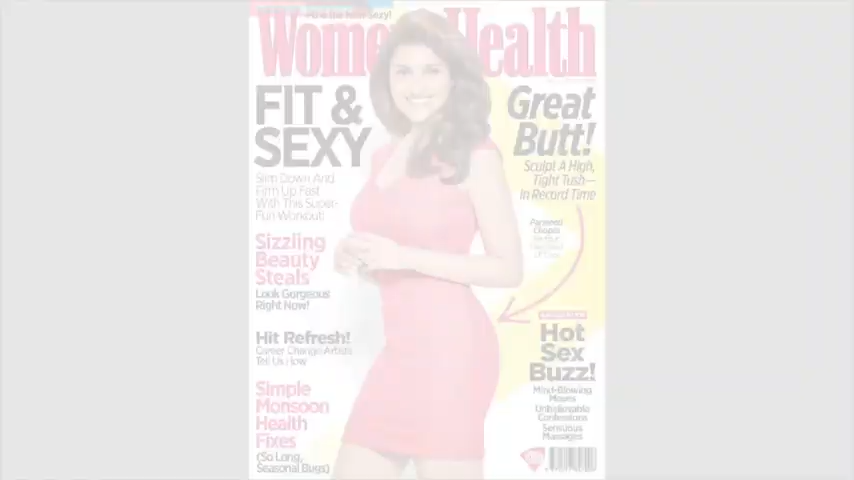 Women's Health
FIT &
SEXY
Slim Down And
Firm Up Fast
With This Super-
Fun Workout!
Sizzling
Beauty
Steals
Look Gorgeous
Right Now!
Hit Refresh!
Career Change Artists
Tell Us How
Simple
Monsoon
Health
Fixes
(So Long,
Seasonal Bugs)
Great
Butt!
Sculpt A High,
Tight Tush—
In Record Time
Parineeti
Chopra
Hot
Sex
Buzz!
Mind-Blowing
Moves
Unbelievable
Confessions
Sensuous
Massages